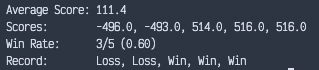 Average Score: 111.4
Scores: -496.0, -493.0, 514.0, 516.0, 516.0
Win Rate: 3/5 (0.60)
Record: Loss, Loss, Win, Win, Win